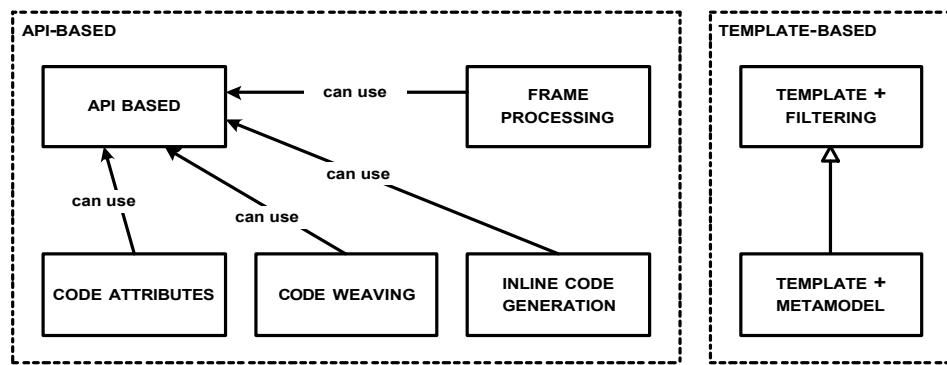 API-BASED
API BASED
can use
FRAME
PROCESSING
can use
can use
can use
CODE ATTRIBUTES
CODE WEAVING
INLINE CODE
GENERATION
TEMPLATE-BASED
TEMPLATE +
FILTERING
TEMPLATE +
METAMODEL